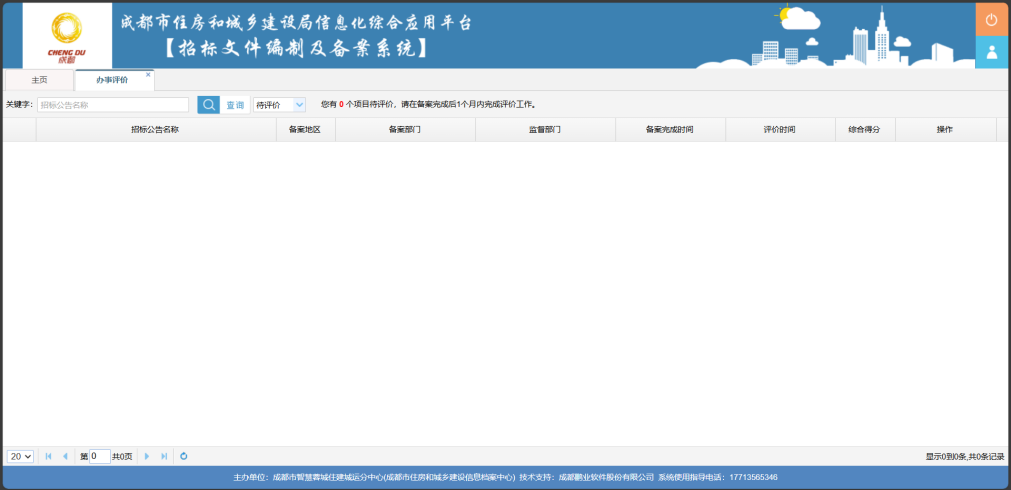 成都市住房和城乡建设局信息化综合应用平台
【招标文件编制及备案系统】
CHENG DU
成都
主页 办事评价
关键字: 招标公告名称 查询 待评价 您有 0 个项目待评价，请在备案完成后1个月内完成评价工作。
招标公告名称 备案地区 备案部门 监督部门 备案完成时间 评价时间 综合得分 操作
20 第 0 共0页 显示0到0条,共0条记录
主办单位：成都市智慧蓉城住建城运分中心(成都市住房和城乡建设信息档案中心) 技术支持：成都鹏业软件股份有限公司 系统使用指导电话：17713565346